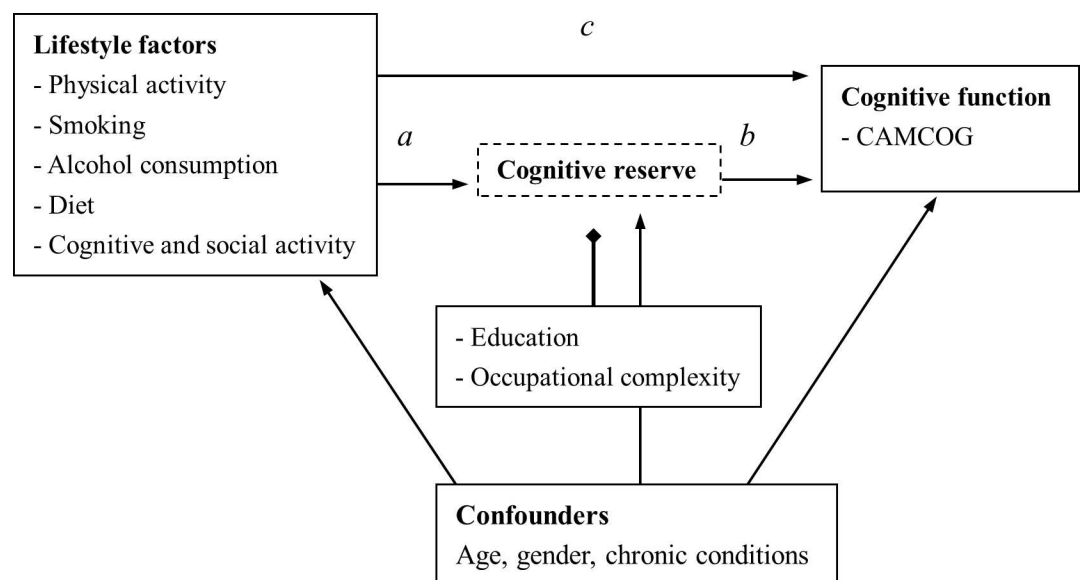 Lifestyle factors
- Physical activity
- Smoking
- Alcohol consumption
- Diet
- Cognitive and social activity
c
a
b
Cognitive reserve
Cognitive function
- CAMCOG
- Education
- Occupational complexity
Confounders
Age, gender, chronic conditions